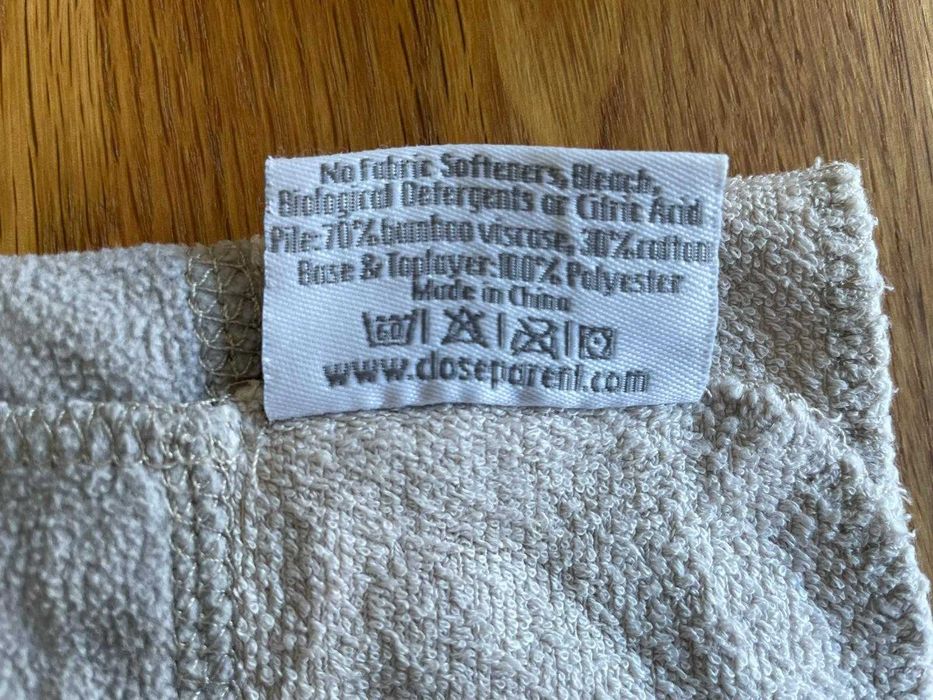 No Fabric Softeners, Bleach,
Biological Detergents or Citric Acid
Pile: 70% bamboo viscose, 30% cotton
Base & Toplayer: 100% Polyester
Made in China
60
www.closeparent.com